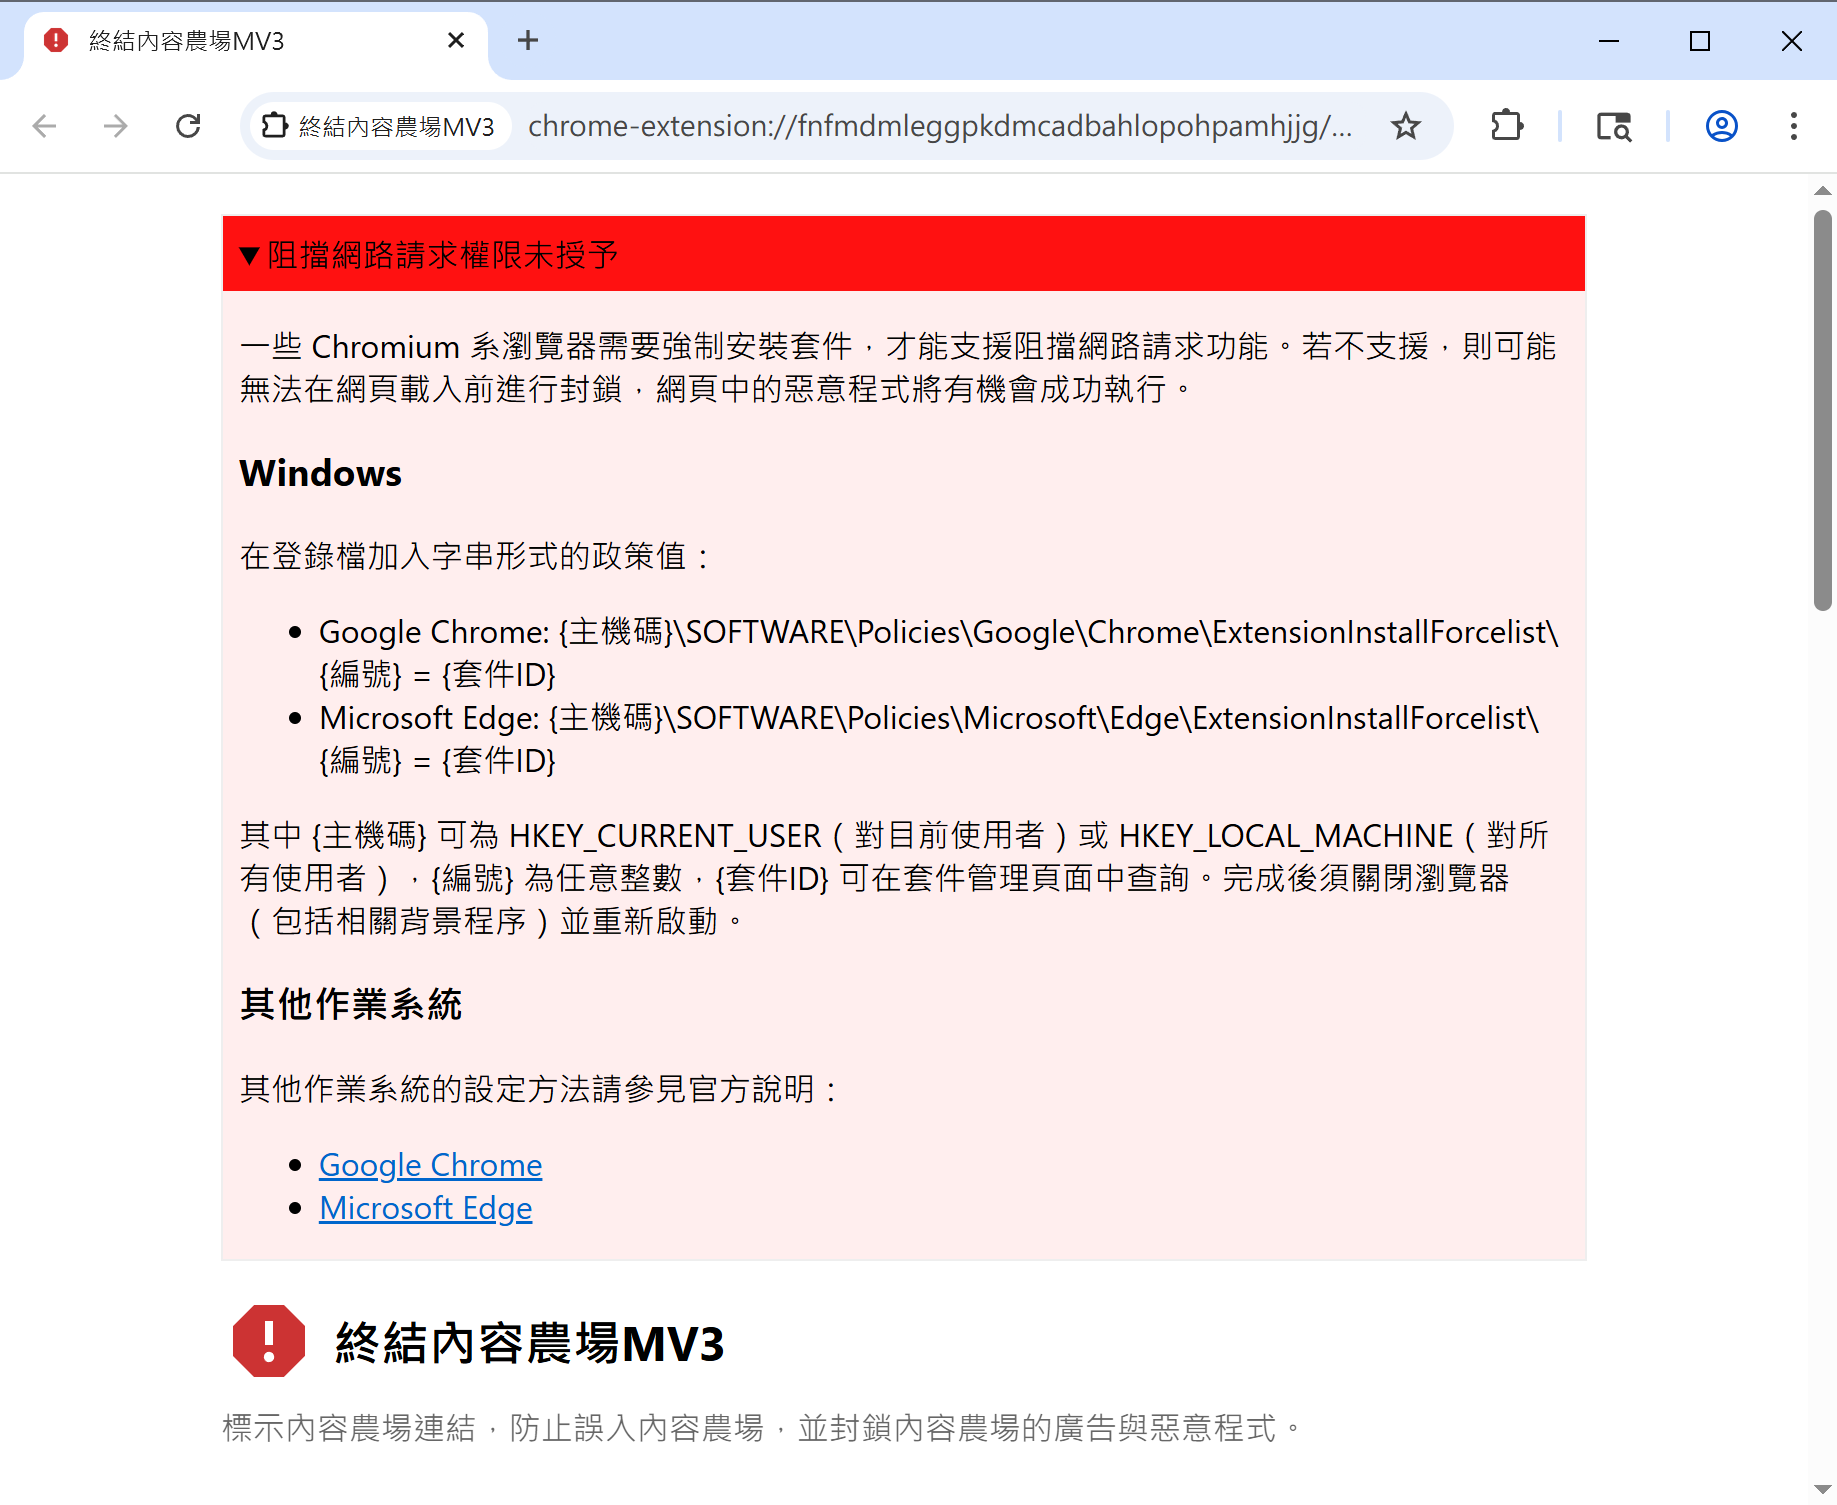 終結內容農場MV3
終結內容農場MV3 chrome-extension://fnfmdmleggpkdmcadbahlopohpamhjjg/...
▼阻擋網路請求權限未授予
一些 Chromium 系瀏覽器需要強制安裝套件，才能支援阻擋網路請求功能。若不支援，則可能
無法在網頁載入前進行封鎖，網頁中的惡意程式將有機會成功執行。
Windows
在登錄檔加入字串形式的政策值：
• Google Chrome: {主機碼}\SOFTWARE\Policies\Google\Chrome\ExtensionInstallForcelist\
{編號} = {套件ID}
• Microsoft Edge: {主機碼}\SOFTWARE\Policies\Microsoft\Edge\ExtensionInstallForcelist\
{編號} = {套件ID}
其中 {主機碼} 可為 HKEY_CURRENT_USER（對目前使用者）或 HKEY_LOCAL_MACHINE（對所
有使用者），{編號} 為任意整數，{套件ID} 可在套件管理頁面中查詢。完成後須關閉瀏覽器
（包括相關背景程序）並重新啟動。
其他作業系統
其他作業系統的設定方法請參見官方說明：
• Google Chrome
• Microsoft Edge
終結內容農場MV3
標示內容農場連結，防止誤入內容農場，並封鎖內容農場的廣告與惡意程式。